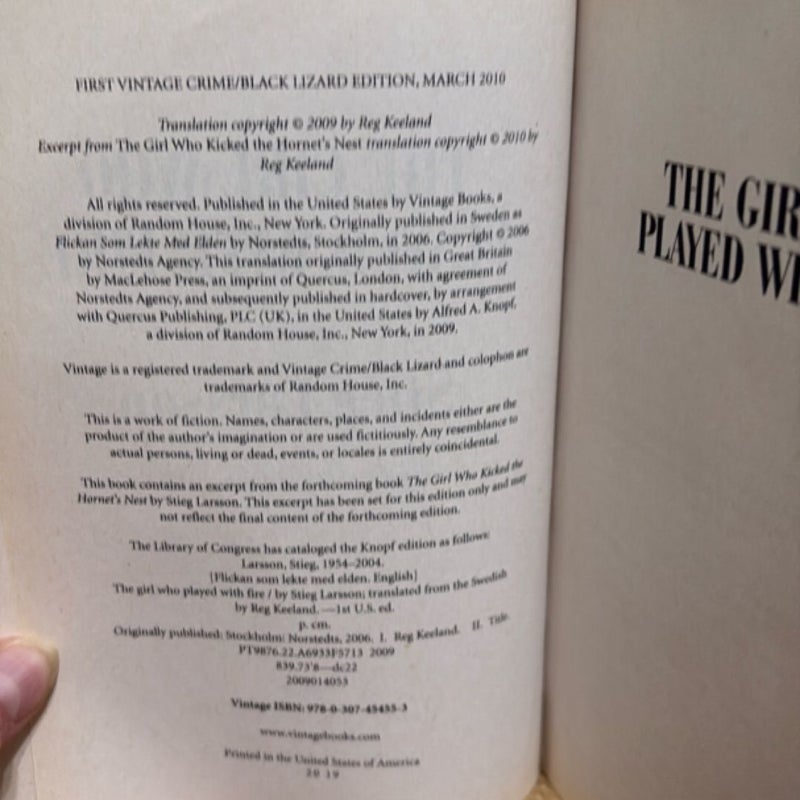 FIRST VINTAGE CRIME/BLACK LIZARD EDITION, MARCH 2010
Translation copyright © 2009 by Reg Keeland
Excerpt from The Girl Who Kicked the Hornet's Nest translation copyright © 2010 by
Reg Keeland
All rights reserved. Published in the United States by Vintage Books, a
division of Random House, Inc., New York. Originally published in Sweden as
Flickan Som Lekte Med Elden by Norstedts, Stockholm, in 2006. Copyright © 2006
by Norstedts Agency. This translation originally published in Great Britain
by MacLehose Press, an imprint of Quercus, London, with agreement of
Norstedts Agency, and subsequently published in hardcover, by arrangement
with Quercus Publishing, PLC (UK), in the United States by Alfred A. Knopf,
a division of Random House, Inc., New York, in 2009.
Vintage is a registered trademark and Vintage Crime/Black Lizard and colophon are
trademarks of Random House, Inc.
This is a work of fiction. Names, characters, places, and incidents either are the
product of the author's imagination or are used fictitiously. Any resemblance to
actual persons, living or dead, events, or locales is entirely coincidental.
This book contains an excerpt from the forthcoming book The Girl Who Kicked the
Hornet's Nest by Stieg Larsson. This excerpt has been set for this edition only and may
not reflect the final content of the forthcoming edition.
The Library of Congress has cataloged the Knopf edition as follows:
Larsson, Stieg, 1954–2004.
[Flickan som lekte med elden. English]
The girl who played with fire / by Stieg Larsson; translated from the Swedish
by Reg Keeland. —1st U.S. ed.
p. cm.
Originally published: Stockholm: Norstedts, 2006. I. Reg Keeland. II. Title.
PT9876.22.A6933F5713 2009
839.73'8—dc22
2009014053
Vintage ISBN: 978-0-307-45455-3
www.vintagebooks.com
Printed in the United States of America
20 19
THE GIR
PLAYED WI